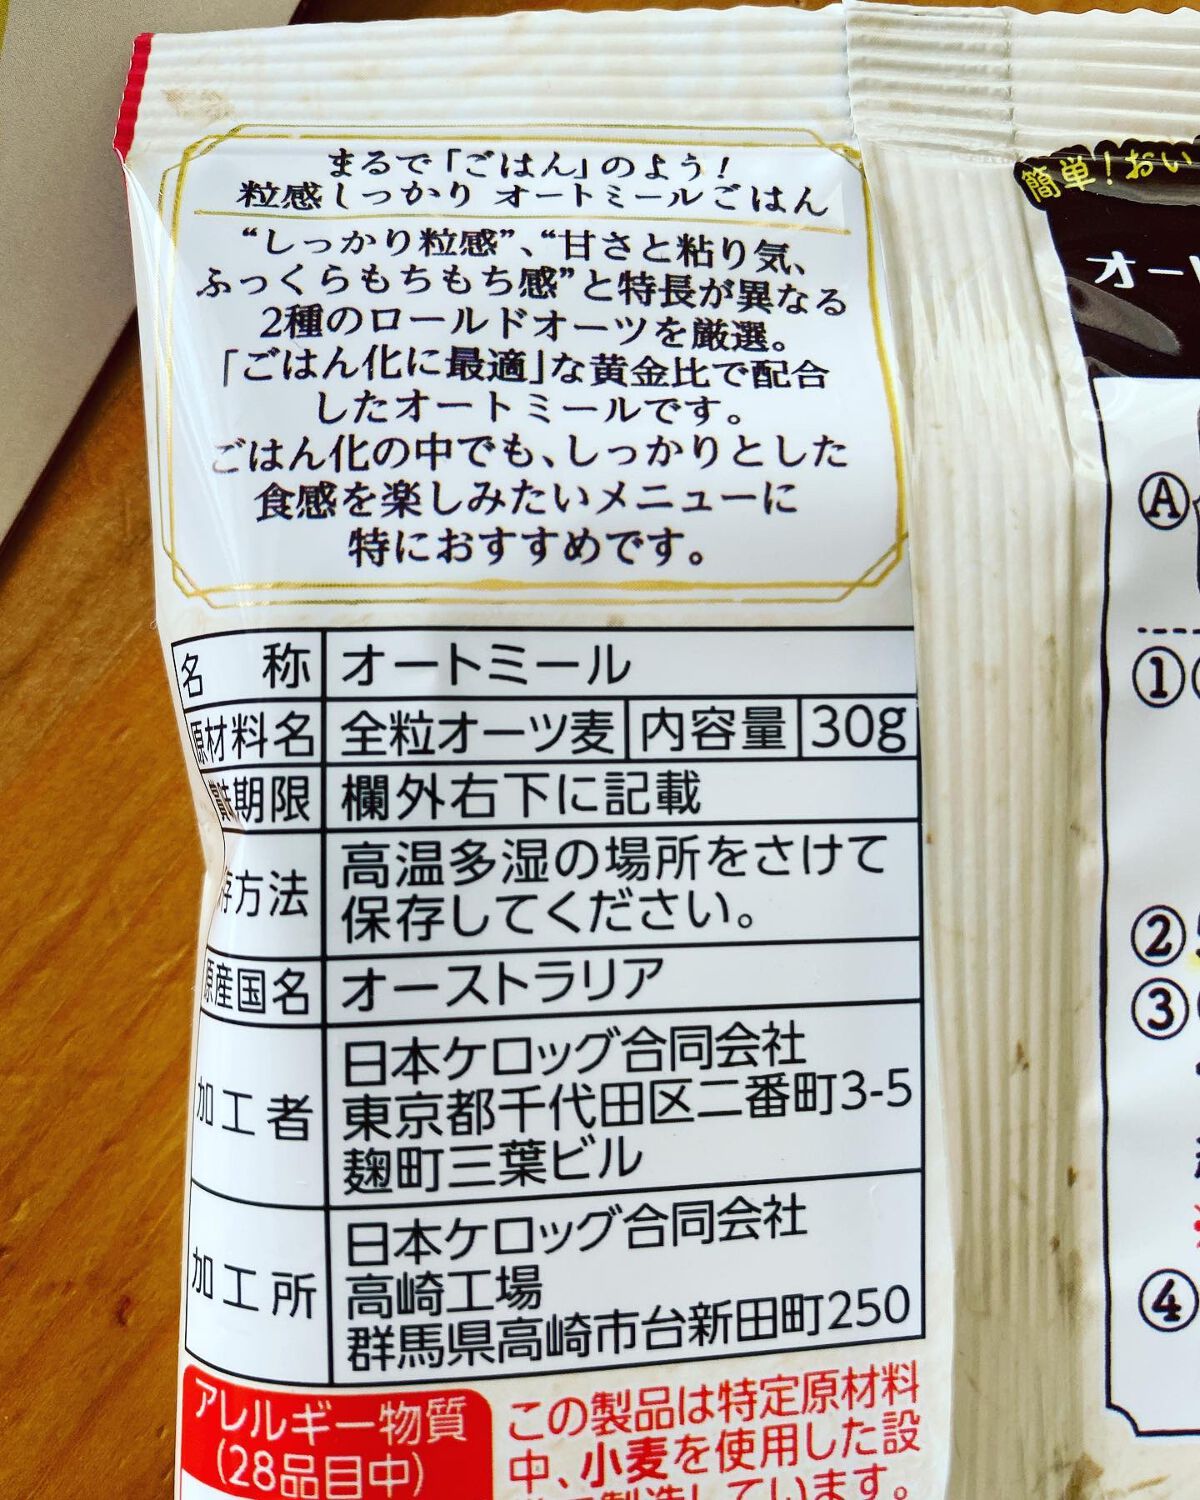 まるで「ごはん」のよう!
粒感しっかり オートミールごはん
“しっかり粒感”、“甘さと粘り気、
ふっくらもちもち感”と特長が異なる
2種のロールドオーツを厳選。
「ごはん化に最適」な黄金比で配合
したオートミールです。
ごはん化の中でも、しっかりとした
食感を楽しみたいメニューに
特におすすめです。
名称 オートミール
原材料名 全粒オーツ麦 内容量 30g
味期限 欄外右下に記載
存方法 高温多湿の場所をさけて
保存してください。
原産国名 オーストラリア
加工者 日本ケロッグ合同会社
東京都千代田区二番町3-5
麹町三葉ビル
加工所 日本ケロッグ合同会社
高崎工場
群馬県高崎市台新田町250
アレルギー物質
(28品目中)
この製品は特定原材料
中、小麦を使用した設
製造しています。
簡単!おい
オー
A
①
②
③
④